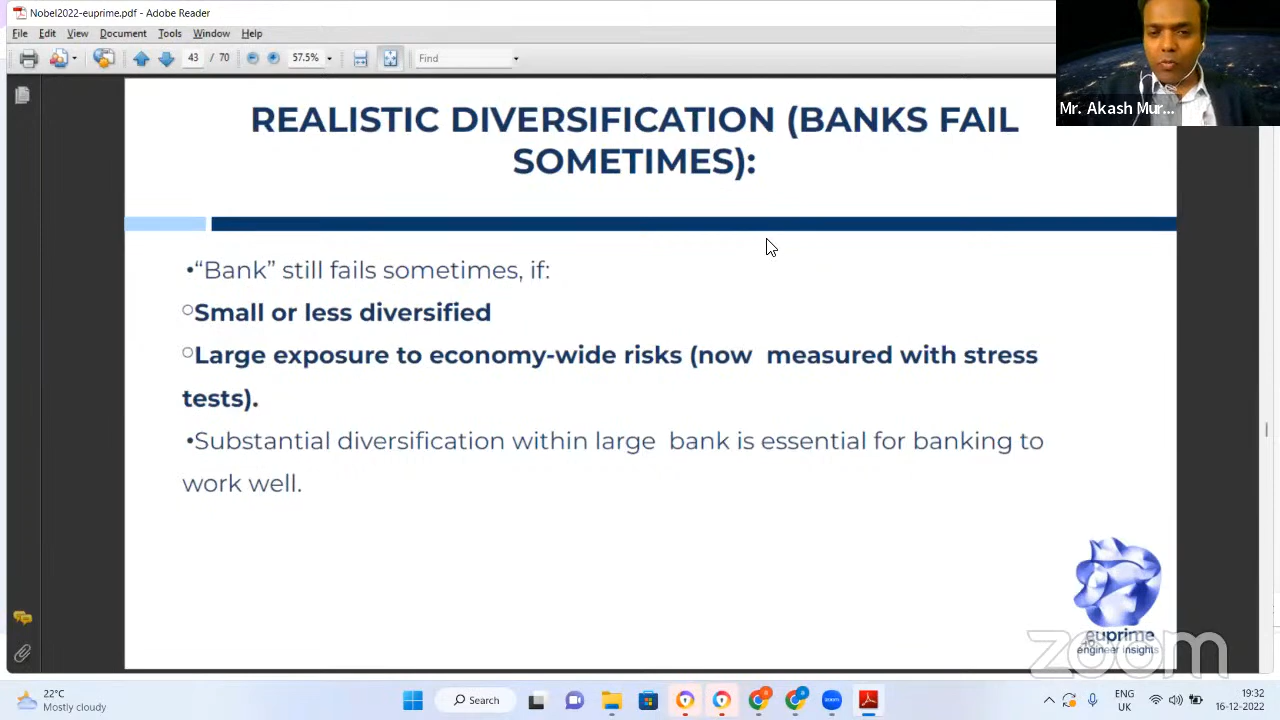 Nobel2022-euprime.pdf - Adobe Reader
File Edit View Document Tools Window Help
43 / 70 57.5% Find
Mr. Akash Mur...
REALISTIC DIVERSIFICATION (BANKS FAIL
SOMETIMES):
•“Bank” still fails sometimes, if:
○Small or less diversified
○Large exposure to economy-wide risks (now measured with stress
tests).
•Substantial diversification within large bank is essential for banking to
work well.
euprime
engineer insights
zoom
22°C
Mostly cloudy
Search
8
8
zoom
ENG
UK
19:32
16-12-2022